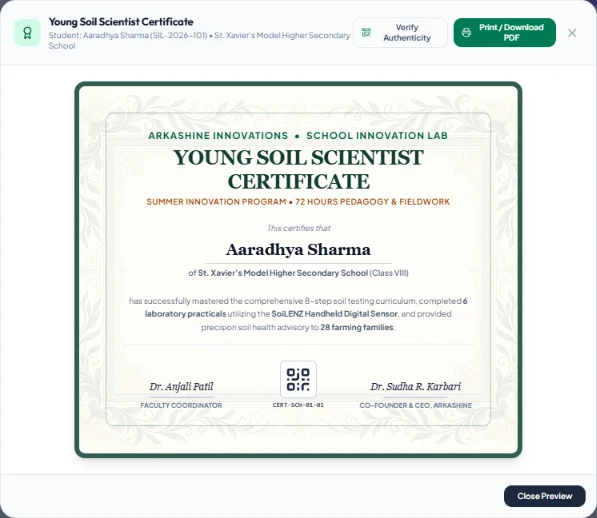 Young Soil Scientist Certificate
Student: Aaradhya Sharma (SIL-2026-101) • St. Xavier's Model Higher Secondary
School
Verify
Authenticity
Print / Download
PDF
ARKASHINE INNOVATIONS • SCHOOL INNOVATION LAB
YOUNG SOIL SCIENTIST
CERTIFICATE
SUMMER INNOVATION PROGRAM • 72 HOURS PEDAGOGY & FIELDWORK
This certifies that
Aaradhya Sharma
of St. Xavier's Model Higher Secondary School (Class VIII)
has successfully mastered the comprehensive 8-step soil testing curriculum, completed 6
laboratory practicals utilizing the SoiLENZ Handheld Digital Sensor, and provided
precision soil health advisory to 28 farming families.
Dr. Anjali Patil
FACULTY COORDINATOR
CERT-SCH-01-01
Dr. Sudha R. Karbari
CO-FOUNDER & CEO, ARKASHINE
Close Preview